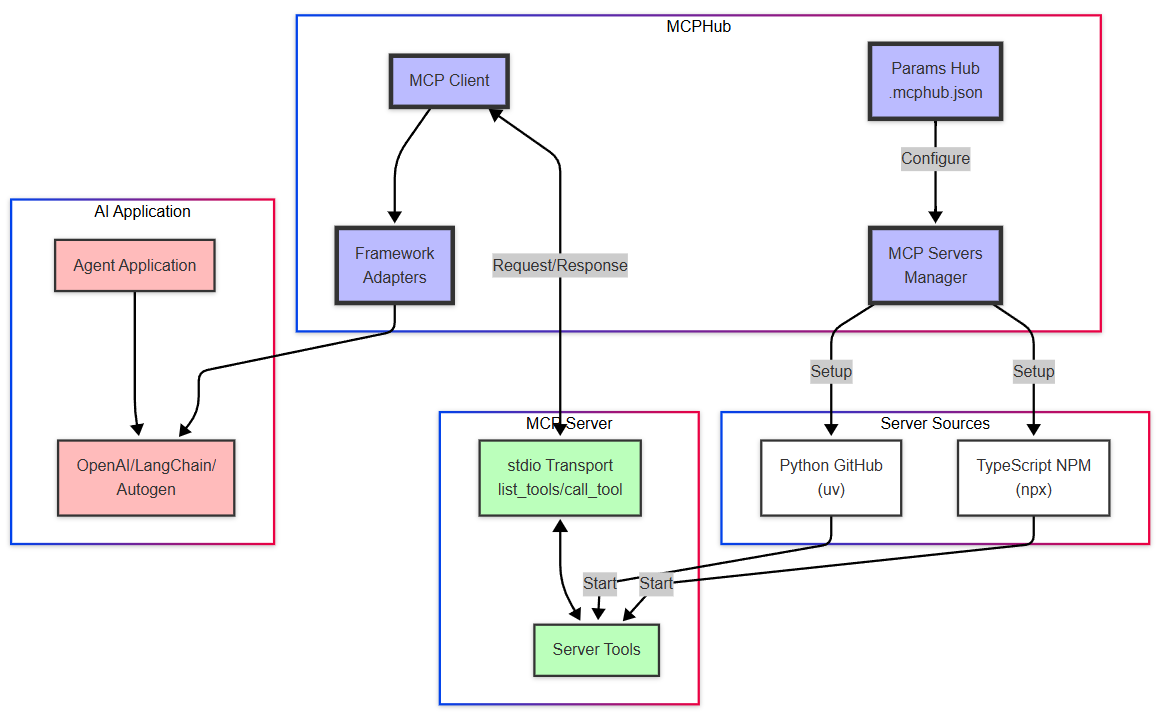 MCPHub
MCP Client
Params Hub
.mcphub.json
Configure
AI Application
Agent Application
Framework
Adapters
Request/Response
MCP Servers
Manager
Setup
Setup
MCP Server
Server Sources
OpenAI/LangChain/
Autogen
stdio Transport
list_tools/call_tool
Python GitHub
(uv)
TypeScript NPM
(npx)
Start
Start
Server Tools